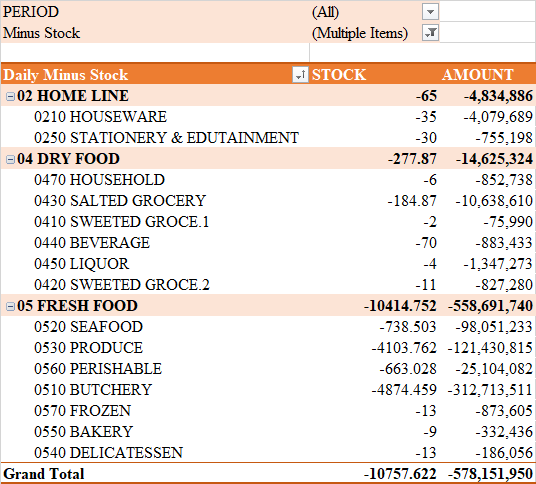 PERIOD (All)
Minus Stock (Multiple Items)
Daily Minus Stock STOCK AMOUNT
02 HOME LINE -65 -4,834,886
0210 HOUSEWARE -35 -4,079,689
0250 STATIONERY & EDUTAINMENT -30 -755,198
04 DRY FOOD -277.87 -14,625,324
0470 HOUSEHOLD -6 -852,738
0430 SALTED GROCERY -184.87 -10,638,610
0410 SWEETED GROCE.1 -2 -75,990
0440 BEVERAGE -70 -883,433
0450 LIQUOR -4 -1,347,273
0420 SWEETED GROCE.2 -11 -827,280
05 FRESH FOOD -10414.752 -558,691,740
0520 SEAFOOD -738.503 -98,051,233
0530 PRODUCE -4103.762 -121,430,815
0560 PERISHABLE -663.028 -25,104,082
0510 BUTCHERY -4874.459 -312,713,511
0570 FROZEN -13 -873,605
0550 BAKERY -9 -332,436
0540 DELICATESSEN -13 -186,056
Grand Total -10757.622 -578,151,950